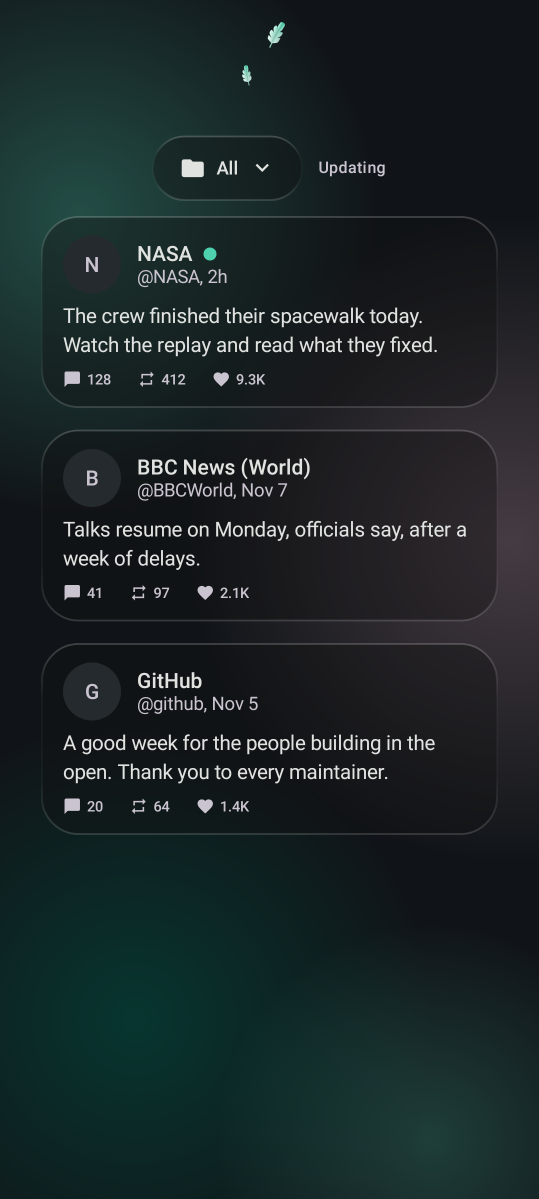 All
Updating
N
NASA
@NASA, 2h
The crew finished their spacewalk today.
Watch the replay and read what they fixed.
128 412 9.3K
B
BBC News (World)
@BBCWorld, Nov 7
Talks resume on Monday, officials say, after a
week of delays.
41 97 2.1K
G
GitHub
@github, Nov 5
A good week for the people building in the
open. Thank you to every maintainer.
20 64 1.4K